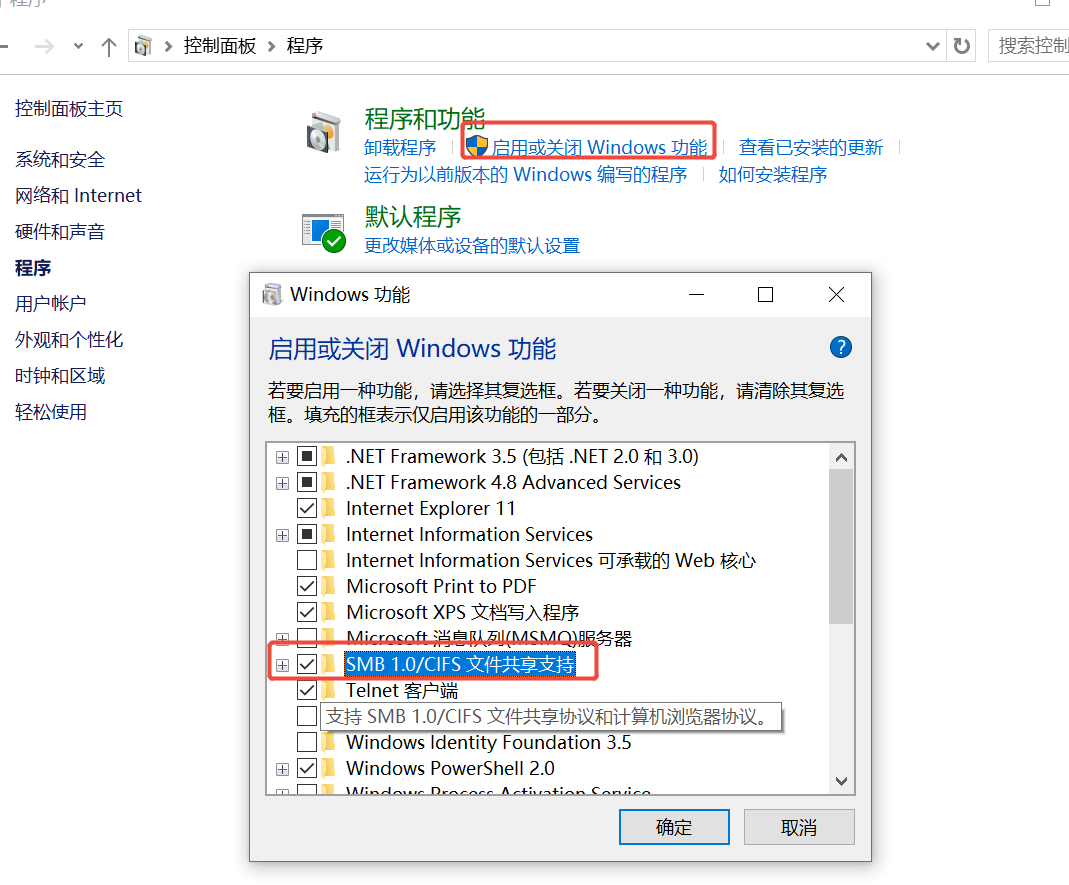 控制面板 程序
搜索控制
控制面板主页
系统和安全
网络和 Internet
硬件和声音
程序
用户帐户
外观和个性化
时钟和区域
轻松使用
程序和功能
卸载程序 启用或关闭 Windows 功能 查看已安装的更新
运行为以前版本的 Windows 编写的程序 如何安装程序
默认程序
更改媒体或设备的默认设置
Windows 功能
启用或关闭 Windows 功能
若要启用一种功能，请选择其复选框。若要关闭一种功能，请清除其复选
框。填充的框表示仅启用该功能的一部分。
.NET Framework 3.5 (包括 .NET 2.0 和 3.0)
.NET Framework 4.8 Advanced Services
Internet Explorer 11
Internet Information Services
Internet Information Services 可承载的 Web 核心
Microsoft Print to PDF
Microsoft XPS 文档写入程序
Microsoft 消息队列(MSMQ)服务器
SMB 1.0/CIFS 文件共享支持
Telnet 客户端
支持 SMB 1.0/CIFS 文件共享协议和计算机浏览器协议。
Windows Identity Foundation 3.5
Windows PowerShell 2.0
Windows Process Activation Service
确定 取消